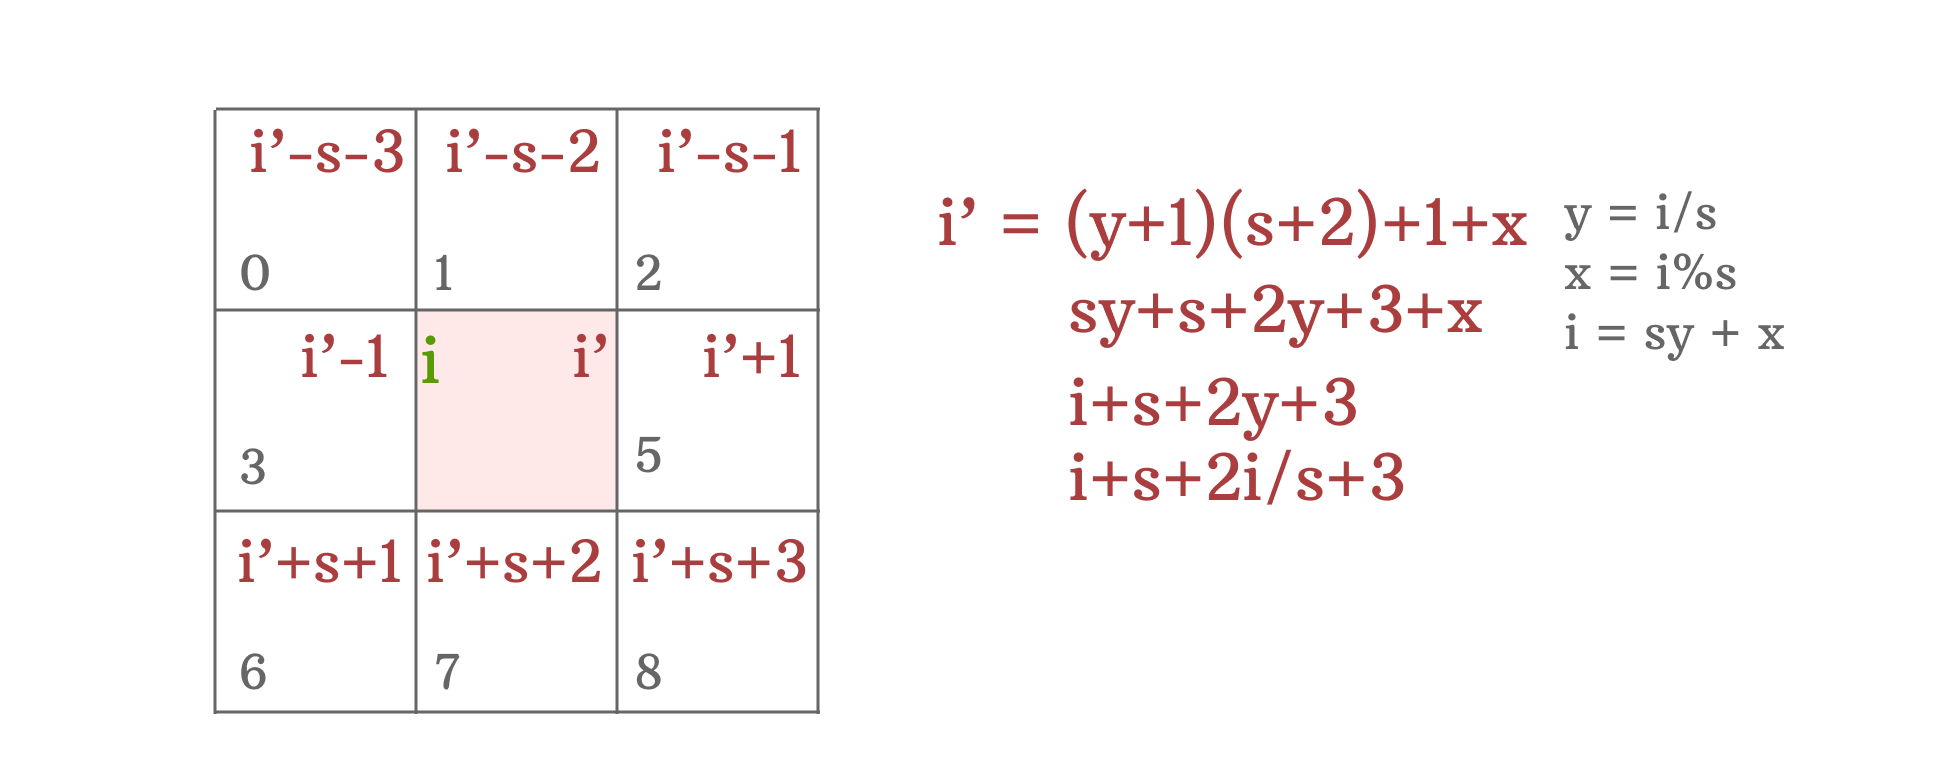 i’-s-3 i’-s-2 i’-s-1
0 1 2
i’-1 i i’ i’+1
3 5
i’+s+1 i’+s+2 i’+s+3
6 7 8
i’ = (y+1)(s+2)+1+x
sy+s+2y+3+x
i+s+2y+3
i+s+2i/s+3
y = i/s
x = i%s
i = sy + x